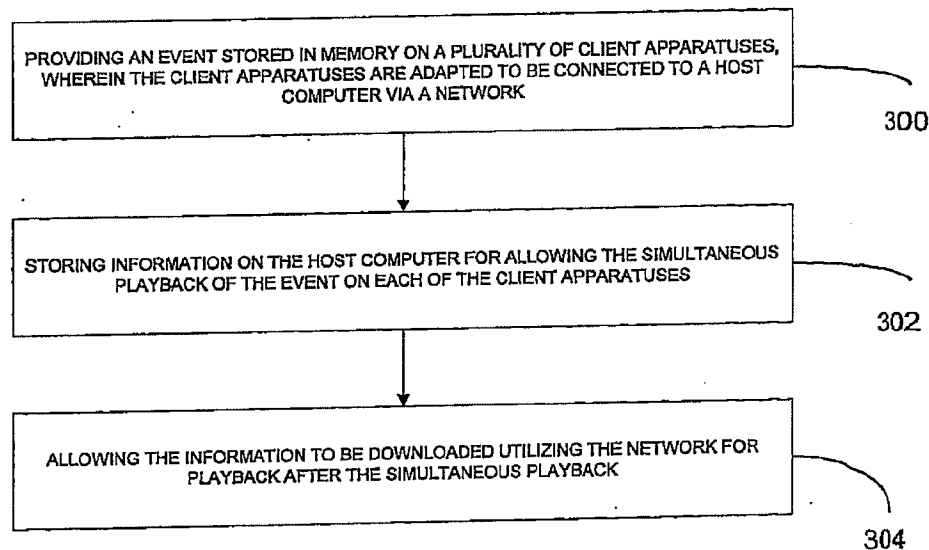 PROVIDING AN EVENT STORED IN MEMORY ON A PLURALITY OF CLIENT APPARATUSES,
WHEREIN THE CLIENT APPARATUSES ARE ADAPTED TO BE CONNECTED TO A HOST
COMPUTER VIA A NETWORK
300
STORING INFORMATION ON THE HOST COMPUTER FOR ALLOWING THE SIMULTANEOUS
PLAYBACK OF THE EVENT ON EACH OF THE CLIENT APPARATUSES
302
ALLOWING THE INFORMATION TO BE DOWNLOADED UTILIZING THE NETWORK FOR
PLAYBACK AFTER THE SIMULTANEOUS PLAYBACK
304